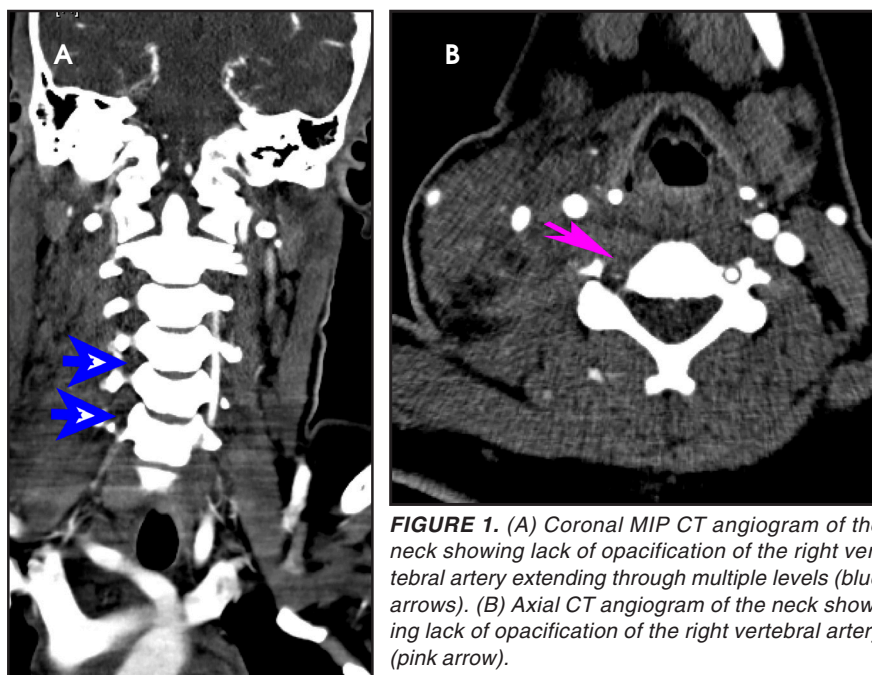 A
B
FIGURE 1. (A) Coronal MIP CT angiogram of the
neck showing lack of opacification of the right ver-
tebral artery extending through multiple levels (blue
arrows). (B) Axial CT angiogram of the neck show-
ing lack of opacification of the right vertebral artery
(pink arrow).